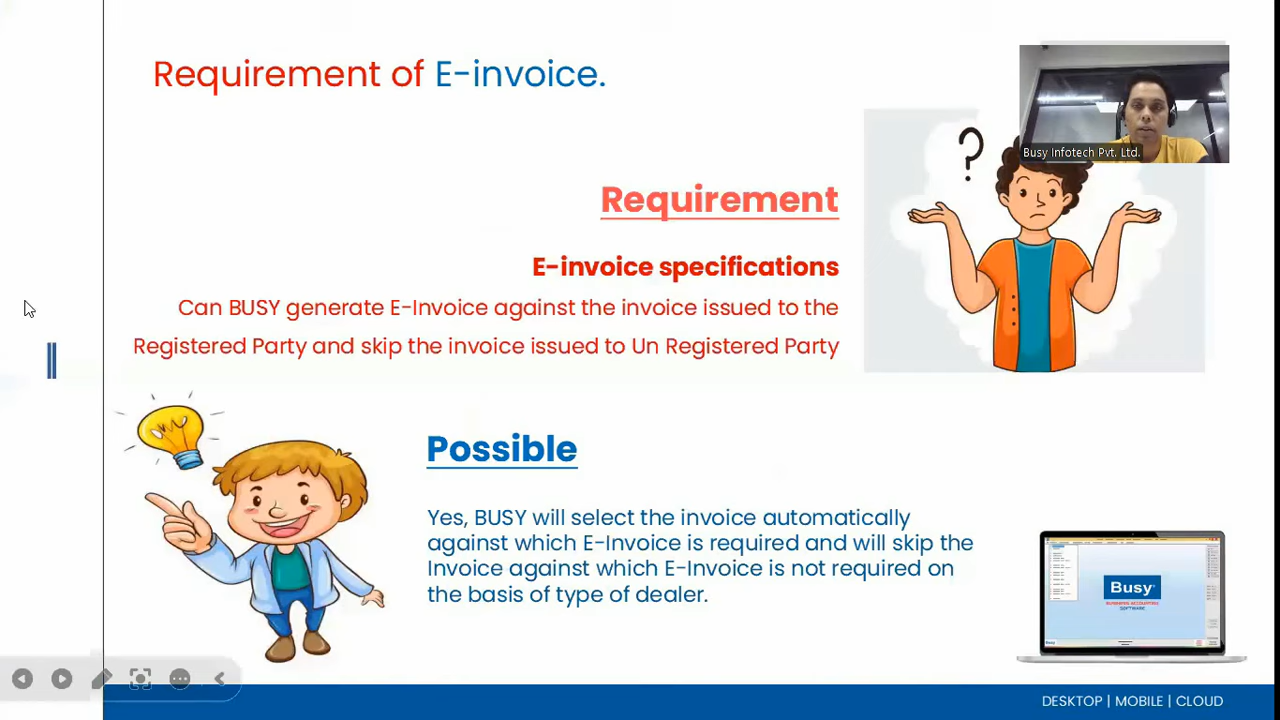 Requirement of E-invoice.
Busy Infotech Pvt. Ltd.
?
Requirement
E-invoice specifications
Can BUSY generate E-Invoice against the invoice issued to the
Registered Party and skip the invoice issued to Un Registered Party
Possible
Yes, BUSY will select the invoice automatically
against which E-Invoice is required and will skip the
Invoice against which E-Invoice is not required on
the basis of type of dealer.
Busy
BUSINESS ACCOUNTING
SOFTWARE
DESKTOP | MOBILE | CLOUD